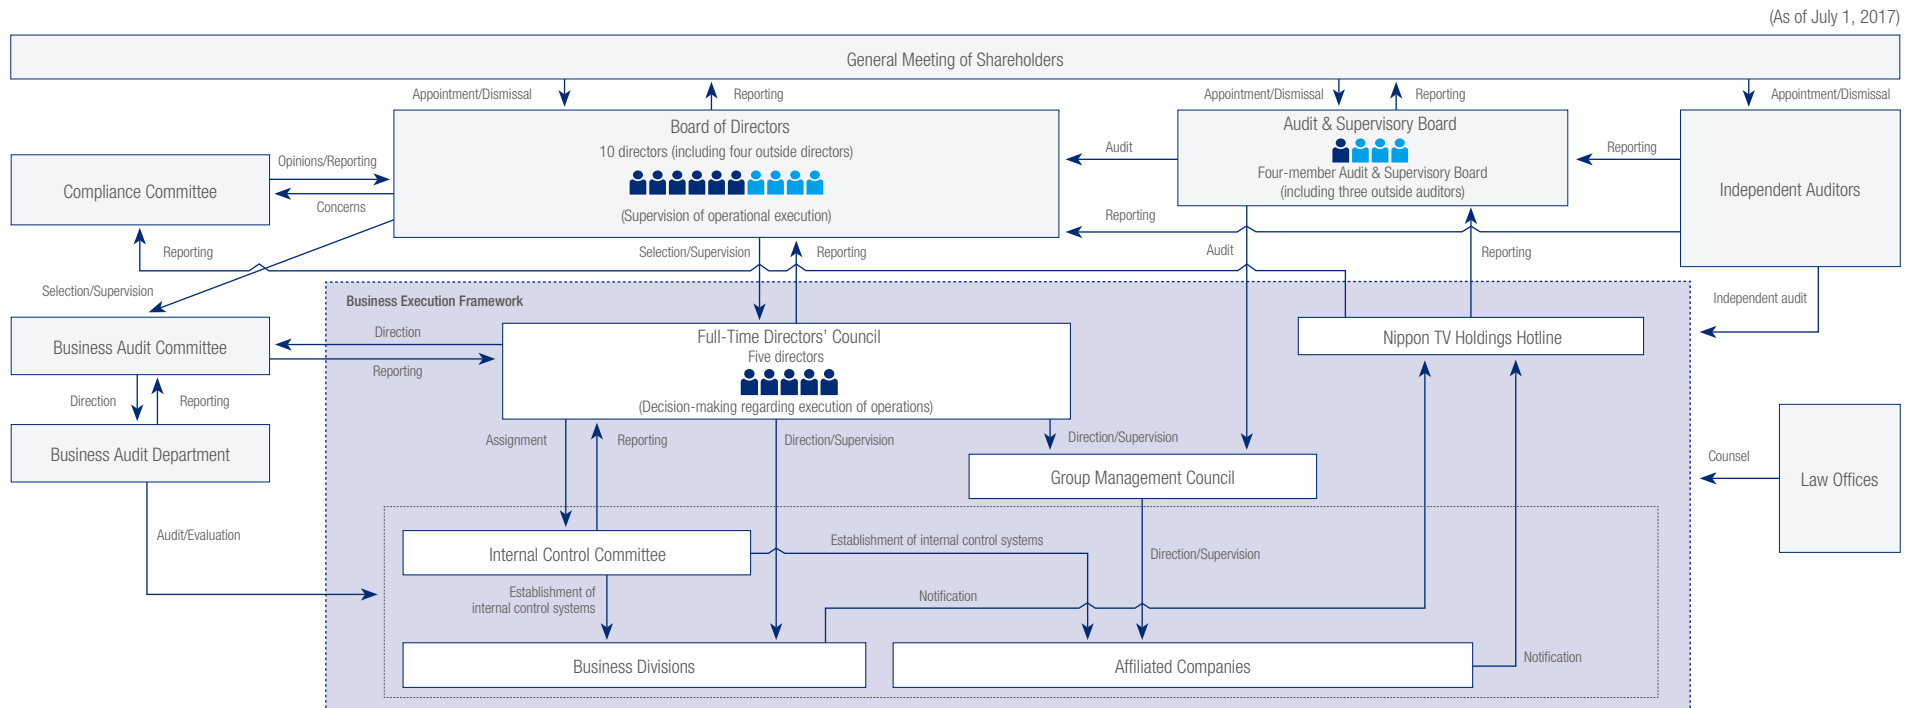 (As of July 1, 2017)
General Meeting of Shareholders
Appointment/Dismissal
Reporting
Appointment/Dismissal
Reporting
Appointment/Dismissal
Board of Directors
10 directors (including four outside directors)
(Supervision of operational execution)
Audit
Audit & Supervisory Board
Four-member Audit & Supervisory Board
(including three outside auditors)
Reporting
Independent Auditors
Opinions/Reporting
Compliance Committee
Concerns
Reporting
Reporting
Selection/Supervision
Reporting
Audit
Reporting
Selection/Supervision
Business Execution Framework
Independent audit
Business Audit Committee
Direction
Reporting
Full-Time Directors’ Council
Five directors
(Decision-making regarding execution of operations)
Nippon TV Holdings Hotline
Direction
Reporting
Business Audit Department
Assignment
Reporting
Direction/Supervision
Direction/Supervision
Group Management Council
Counsel
Law Offices
Audit/Evaluation
Internal Control Committee
Establishment of internal control systems
Direction/Supervision
Establishment of
internal control systems
Notification
Business Divisions
Affiliated Companies
Notification